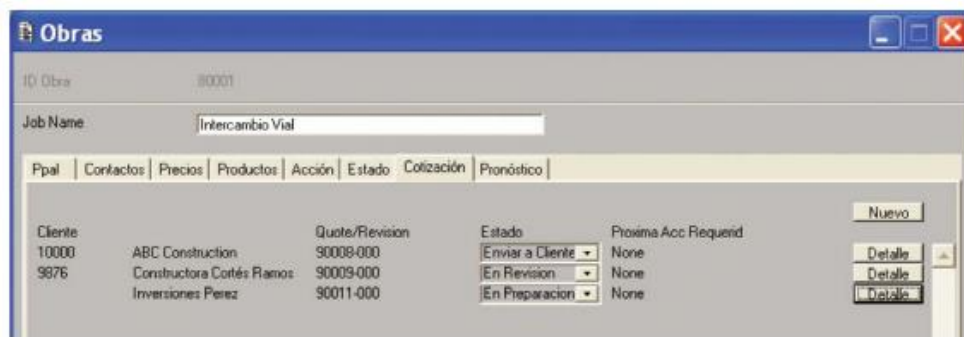 Obras
ID Obra 80001
Job Name Intercambio Vial
Ppal Contactos Precios Productos Acción Estado Cotización Pronóstico
Nuevo
Cliente Quote/Revision Estado Proxima Acc Requerid
10000 ABC Construction 90008-000 Enviar a Cliente None Detalle
9876 Constructora Cortés Ramos 90009-000 En Revision None Detalle
Inversiones Perez 90011-000 En Preparacion None Detalle